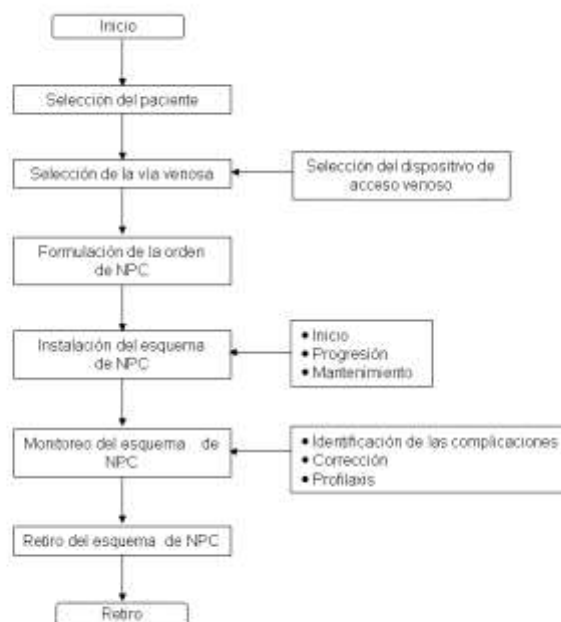 Inicio
Selección del paciente
Selección de la vía venosa
Selección del dispositivo de
acceso venoso
Formulación de la orden
de NPC
Instalación del esquema
de NPC
• Inicio
• Progresión
• Mantenimiento
Monitoreo del esquema de
NPC
• Identificación de las complicaciones
• Corrección
• Profilaxis
Retiro del esquema de NPC
Retiro